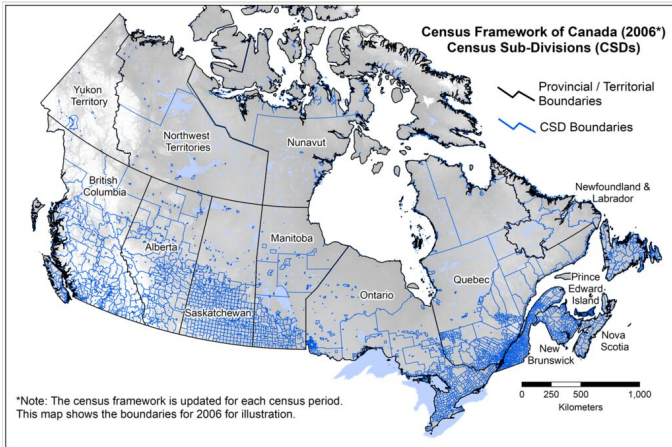 Census Framework of Canada (2006*)
Census Sub-Divisions (CSDs)
Provincial / Territorial
Boundaries
CSD Boundaries
Yukon
Territory
Northwest
Territories
Nunavut
British
Columbia
Newfoundland &
Labrador
Alberta
Manitoba
Quebec
Prince
Edward
Island
Ontario
Saskatchewan
Nova
Scotia
New
Brunswick
0 250 500 1,000
Kilometers
*Note: The census framework is updated for each census period.
This map shows the boundaries for 2006 for illustration.